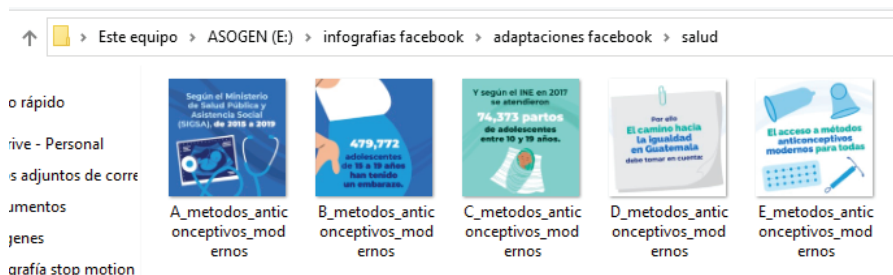 Este equipo > ASOGEN (E:) > infografias facebook > adaptaciones facebook > salud
o rápido
rive - Personal
s adjuntos de corre
umentos
genes
grafía stop motion
Según el Ministerio
de Salud Pública y
Asistencia Social
(SIGSA), de 2015 a 2019
A_metodos_antic
onceptivos_mod
ernos
479,772
adolescentes
de 15 a 19 años
han tenido
un embarazo.
B_metodos_antic
onceptivos_mod
ernos
Y según el INE en 2017
se atendieron
74,373 partos
de adolescentes
entre 10 y 19 años.
C_metodos_antic
onceptivos_mod
ernos
Por ello
El camino hacia
la igualdad
en Guatemala
debe tomar en cuenta:
D_metodos_antic
onceptivos_mod
ernos
El acceso a métodos
anticonceptivos
modernos para todas
E_metodos_antic
onceptivos_mod
ernos